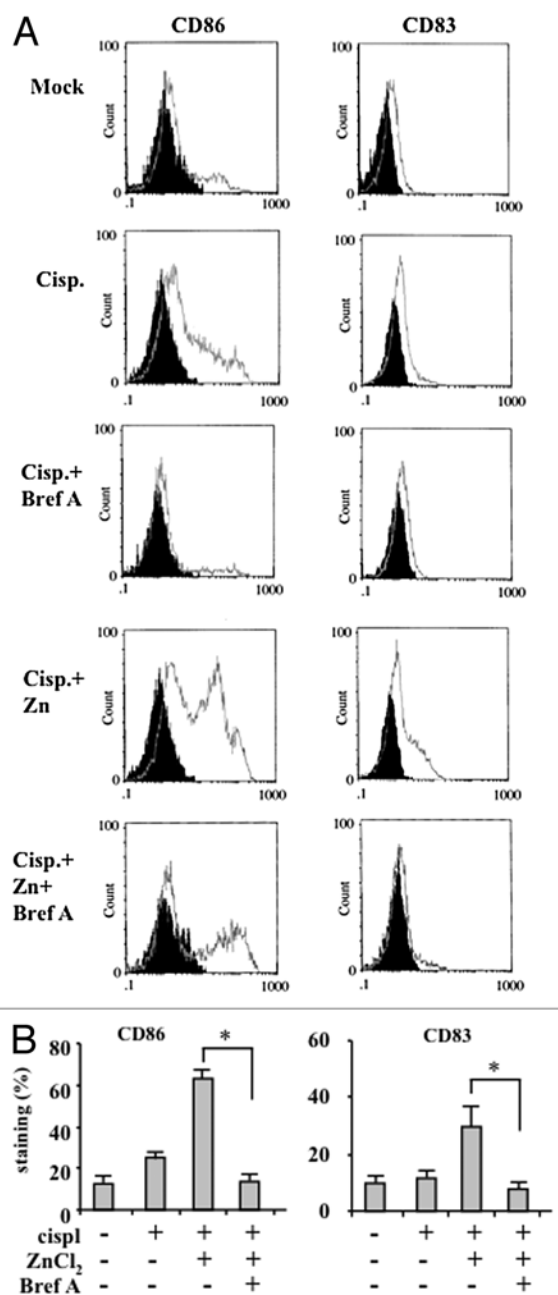 A
CD86 CD83
Mock
100 100
Count Count
0 0
.1 1000 .1 1000
Cisp.
100 100
Count Count
0 0
.1 1000 .1 1000
Cisp.+
Bref A
100 100
Count Count
0 0
.1 1000 .1 1000
Cisp.+
Zn
100 100
Count Count
0 0
.1 1000 .1 1000
Cisp.+
Zn+
Bref A
100 100
Count Count
0 0
.1 1000 .1 1000
B
CD86 CD83
staining (%)
80 60
60 40
40 20
20 0
0
* *
cispl - + + + - + + +
ZnCl₂ - - + + - - + +
Bref A - - - + - - - +